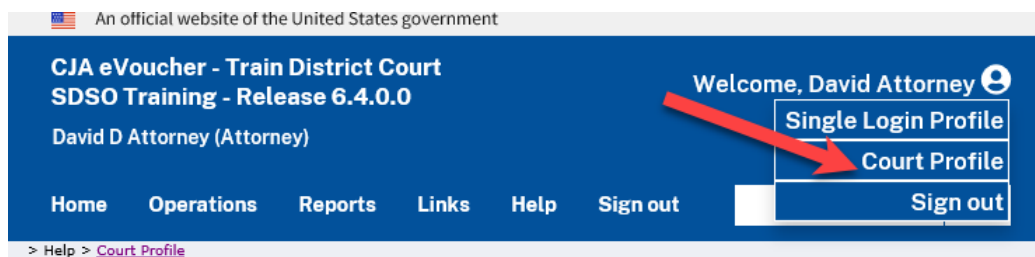 An official website of the United States government
CJA eVoucher - Train District Court
SDSO Training - Release 6.4.0.0
David D Attorney (Attorney)
Welcome, David Attorney
Single Login Profile
Court Profile
Sign out
Home Operations Reports Links Help Sign out
> Help > Court Profile